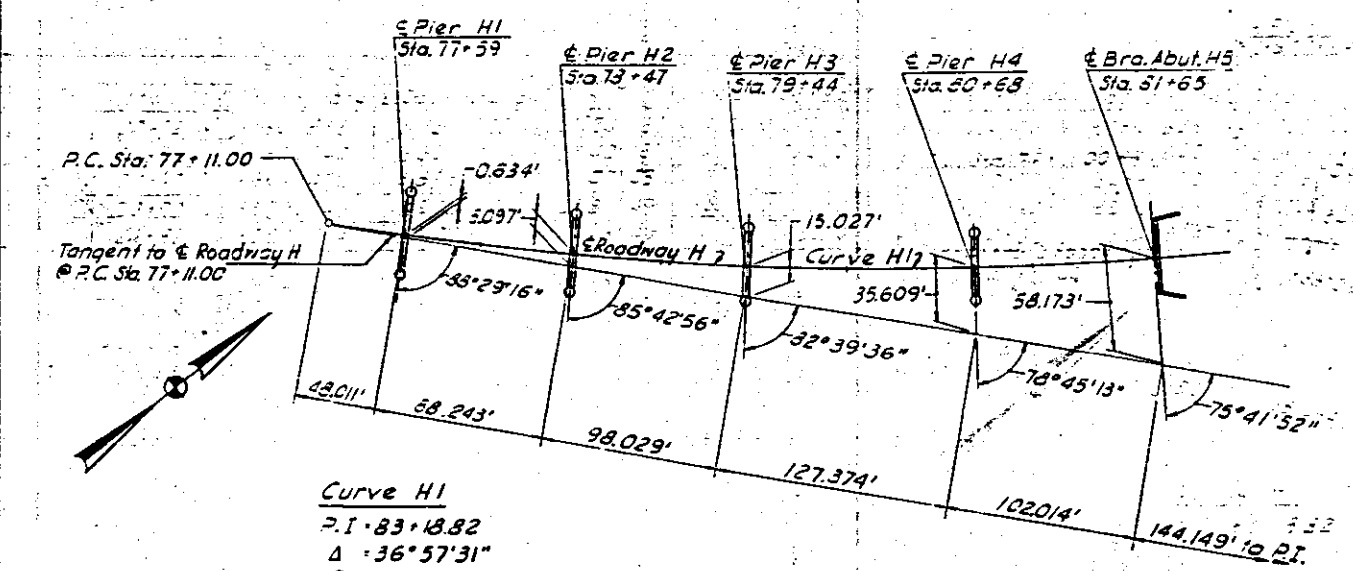 ℄ Pier H1
Sta. 77+59
℄ Pier H2
Sta. 78+47
℄ Pier H3
Sta. 79+44
℄ Pier H4
Sta. 80+68
℄ Brg. Abut. H5
Sta. 81+65
P.C. Sta. 77+11.00
0.634'
5.097'
15.027'
℄ Roadway H
Curve H1
Tangent to ℄ Roadway H
@ P.C. Sta. 77+11.00
35.609'
58.173'
88°29'16"
85°42'56"
82°39'36"
78°45'13"
75°41'52"
48.011'
88.243'
98.029'
127.374'
102.014'
144.149' to P.I.
Curve H1
P.I = 83+18.82
Δ = 36°57'31"